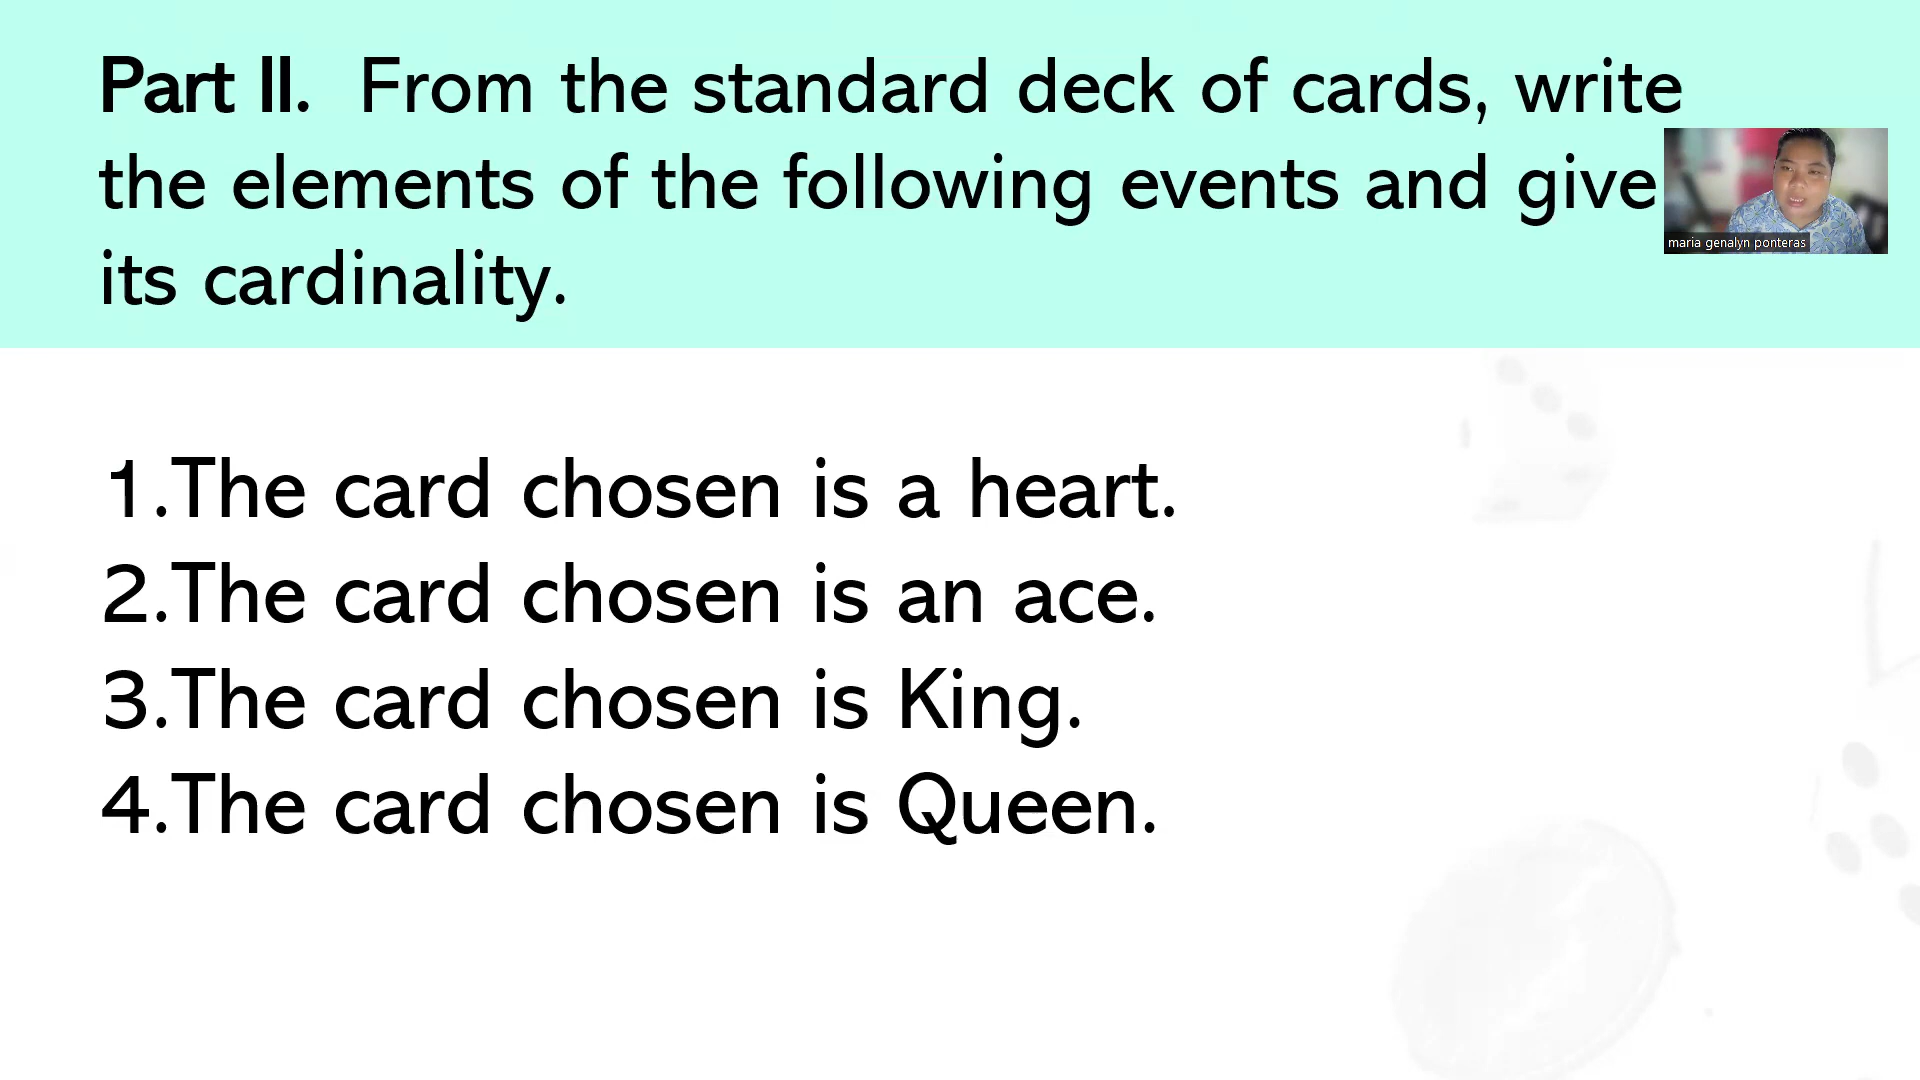 Part II.  From the standard deck of cards, write
the elements of the following events and give
its cardinality.
maria genalyn ponteras
1.The card chosen is a heart.
2.The card chosen is an ace.
3.The card chosen is King.
4.The card chosen is Queen.